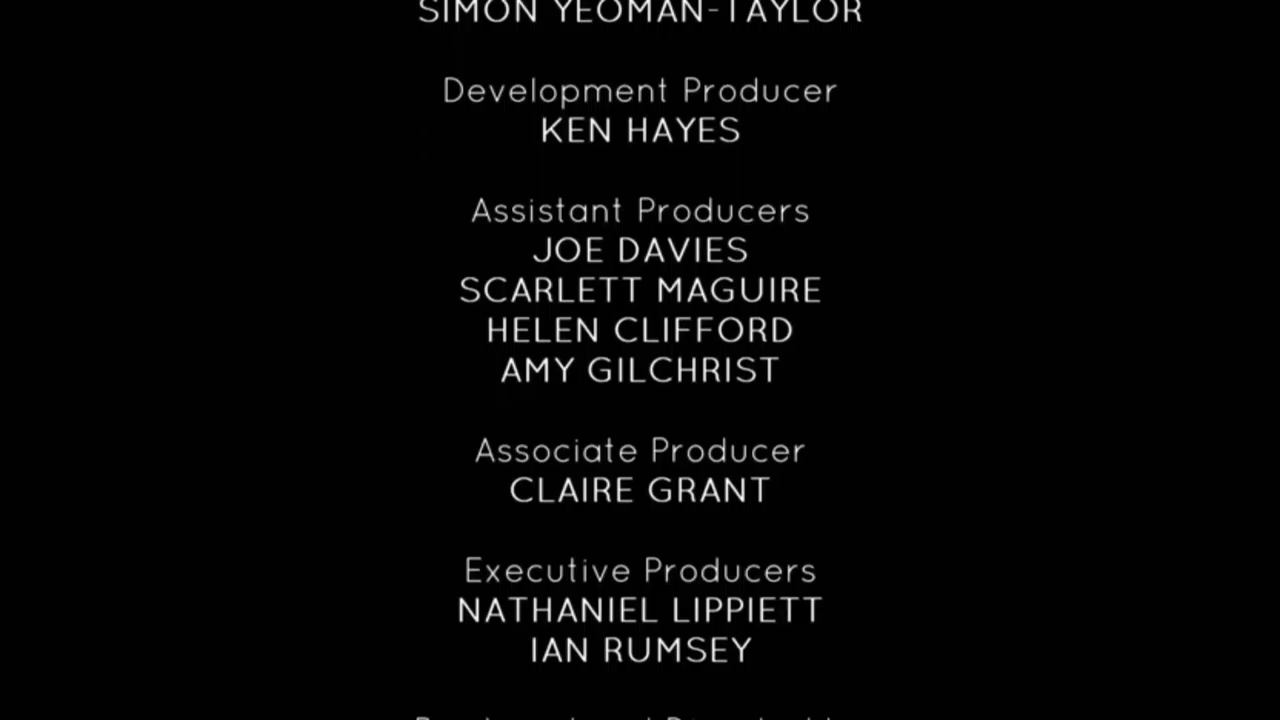 SIMON YEOMAN-TAYLOR
Development Producer
KEN HAYES
Assistant Producers
JOE DAVIES
SCARLETT MAGUIRE
HELEN CLIFFORD
AMY GILCHRIST
Associate Producer
CLAIRE GRANT
Executive Producers
NATHANIEL LIPPIETT
IAN RUMSEY